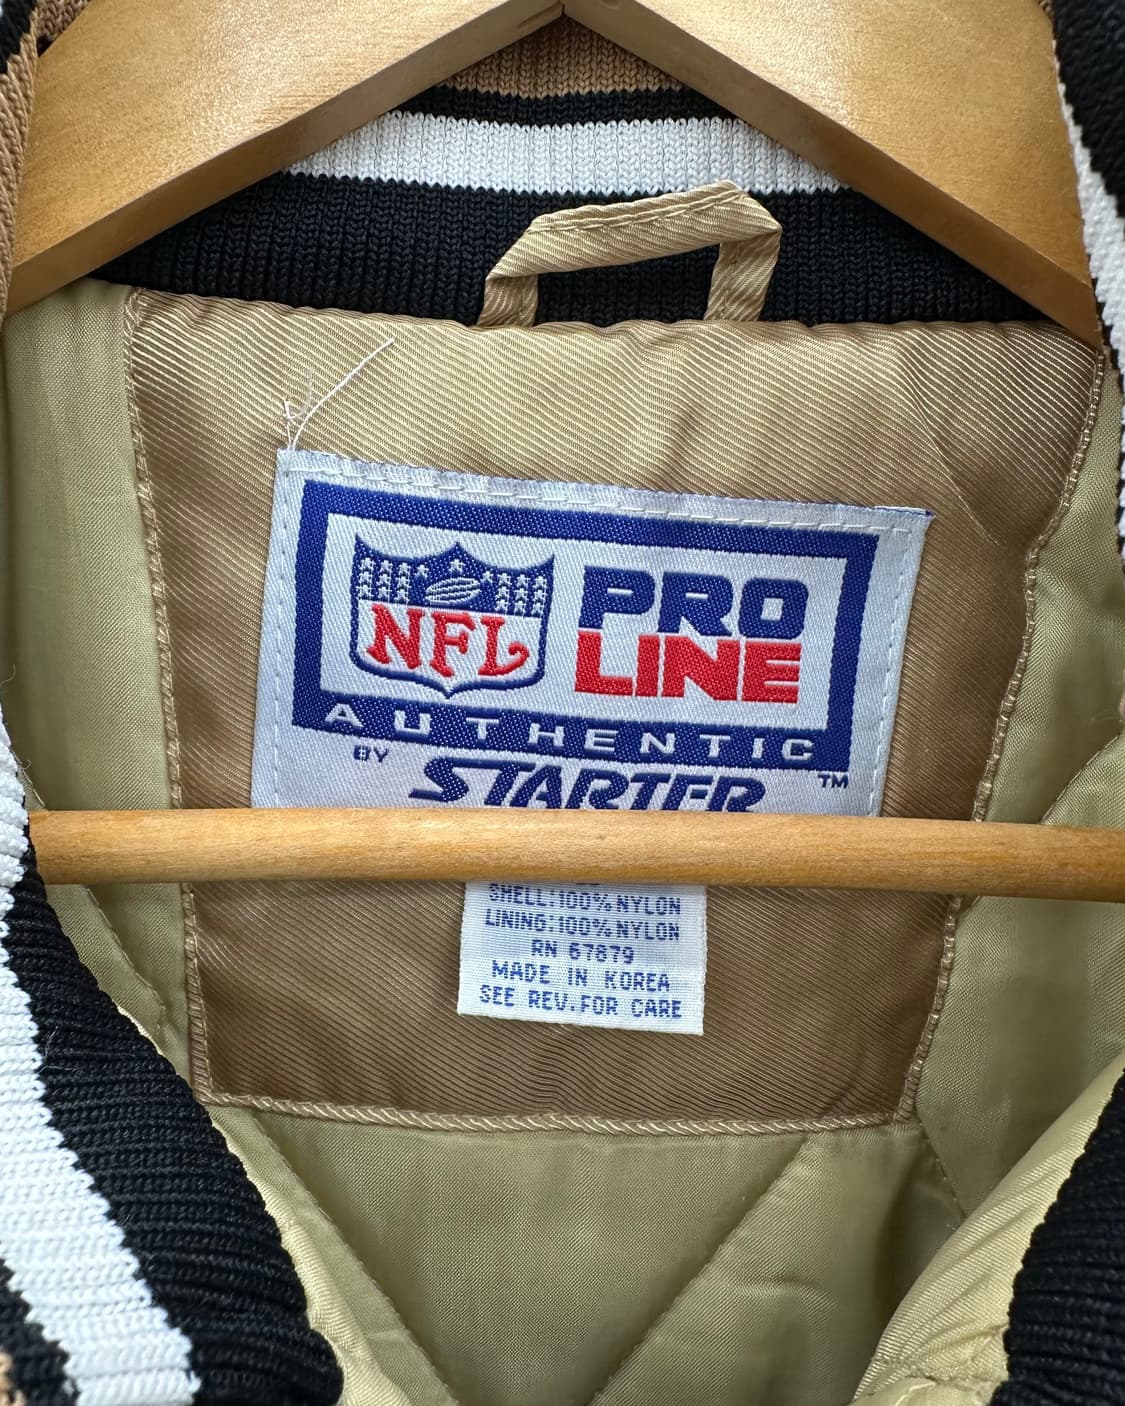 NFL
PRO
LINE
AUTHENTIC
BY STARTER TM
SHELL:100% NYLON
LINING:100% NYLON
RN 67879
MADE IN KOREA
SEE REV.FOR CARE